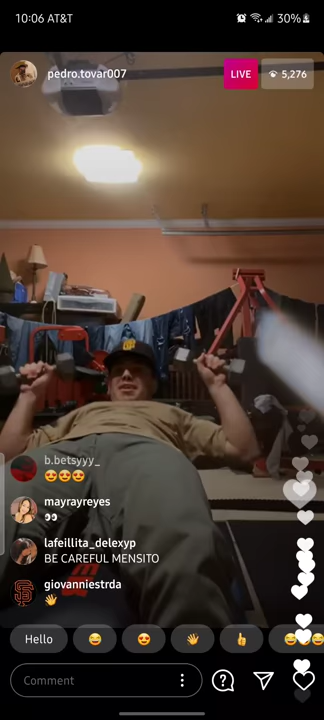 10:06 AT&T
30%
pedro.tovar007
LIVE
5,276
b.betsyyy_
😍😍😍
mayrayreyes
👀
lafeillita_delexyp
BE CAREFUL MENSITO
giovanniestrda
👋
Hello
Comment